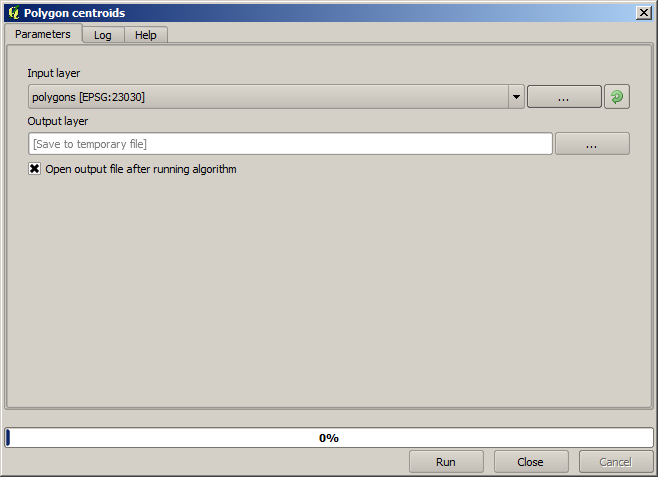 Polygon centroids
Parameters Log Help
Input layer
polygons [EPSG:23030] ...
Output layer
[Save to temporary file] ...
Open output file after running algorithm
0%
Run Close Cancel